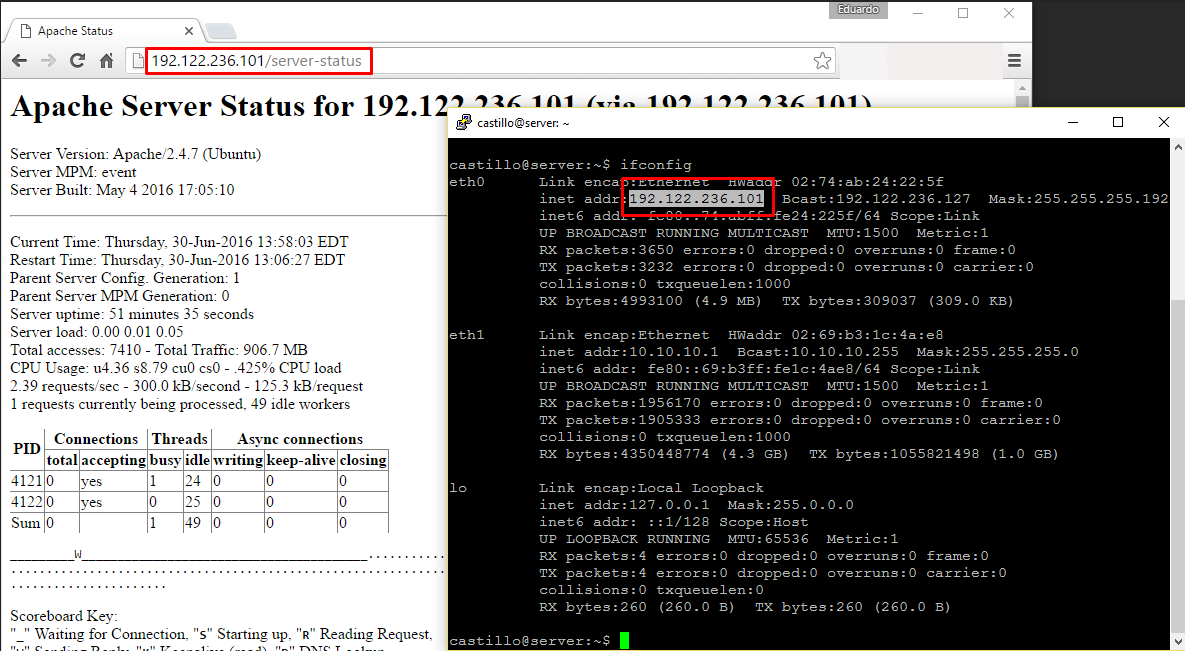 Eduardo
Apache Status
192.122.236.101/server-status
Apache Server Status for 192.122.236.101 (via 192.122.236.101)
Server Version: Apache/2.4.7 (Ubuntu)
Server MPM: event
Server Built: May 4 2016 17:05:10
Current Time: Thursday, 30-Jun-2016 13:58:03 EDT
Restart Time: Thursday, 30-Jun-2016 13:06:27 EDT
Parent Server Config. Generation: 1
Parent Server MPM Generation: 0
Server uptime: 51 minutes 35 seconds
Server load: 0.00 0.01 0.05
Total accesses: 7410 - Total Traffic: 906.7 MB
CPU Usage: u4.36 s8.79 cu0 cs0 - .425% CPU load
2.39 requests/sec - 300.0 kB/second - 125.3 kB/request
1 requests currently being processed, 49 idle workers
PID Connections Threads Async connections
total accepting busy idle writing keep-alive closing
4121 0 yes 1 24 0 0 0
4122 0 yes 0 25 0 0 0
Sum 0 1 49 0 0 0
_________W________________________________________...........
................................................................
......................
Scoreboard Key:
"_" Waiting for Connection, "S" Starting up, "R" Reading Request,
"W" Sending Reply, "K" Keepalive (read), "D" DNS Lookup
castillo@server: ~
castillo@server:~$ ifconfig
eth0 Link encap:Ethernet HWaddr 02:74:ab:24:22:5f
inet addr:192.122.236.101 Bcast:192.122.236.127 Mask:255.255.255.192
inet6 addr: fe80::74:abff:fe24:225f/64 Scope:Link
UP BROADCAST RUNNING MULTICAST MTU:1500 Metric:1
RX packets:3650 errors:0 dropped:0 overruns:0 frame:0
TX packets:3232 errors:0 dropped:0 overruns:0 carrier:0
collisions:0 txqueuelen:1000
RX bytes:4993100 (4.9 MB) TX bytes:309037 (309.0 KB)
eth1 Link encap:Ethernet HWaddr 02:69:b3:1c:4a:e8
inet addr:10.10.10.1 Bcast:10.10.10.255 Mask:255.255.255.0
inet6 addr: fe80::69:b3ff:fe1c:4ae8/64 Scope:Link
UP BROADCAST RUNNING MULTICAST MTU:1500 Metric:1
RX packets:1956170 errors:0 dropped:0 overruns:0 frame:0
TX packets:1905333 errors:0 dropped:0 overruns:0 carrier:0
collisions:0 txqueuelen:1000
RX bytes:4350448774 (4.3 GB) TX bytes:1055821498 (1.0 GB)
lo Link encap:Local Loopback
inet addr:127.0.0.1 Mask:255.0.0.0
inet6 addr: ::1/128 Scope:Host
UP LOOPBACK RUNNING MTU:65536 Metric:1
RX packets:4 errors:0 dropped:0 overruns:0 frame:0
TX packets:4 errors:0 dropped:0 overruns:0 carrier:0
collisions:0 txqueuelen:0
RX bytes:260 (260.0 B) TX bytes:260 (260.0 B)
castillo@server:~$